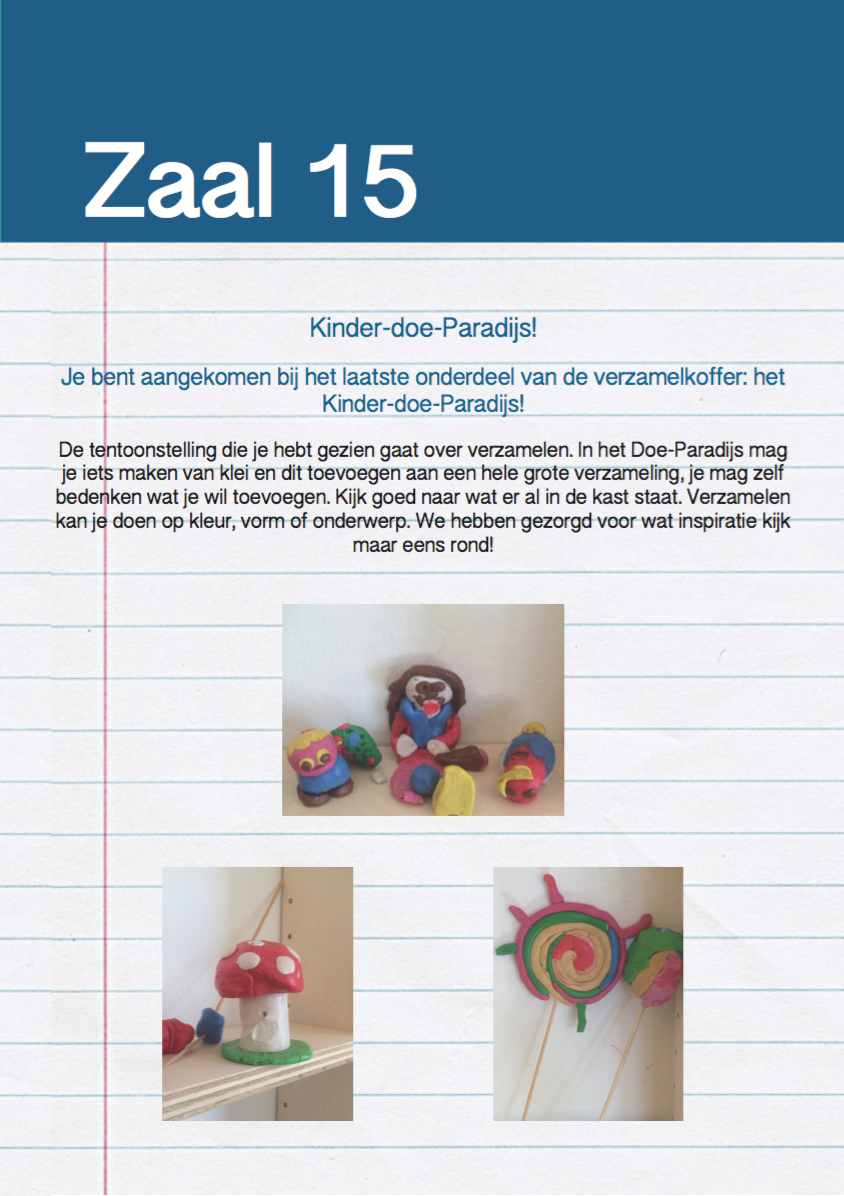 Zaal 15
Kinder-doe-Paradijs!
Je bent aangekomen bij het laatste onderdeel van de verzamelkoffer: het
Kinder-doe-Paradijs!
De tentoonstelling die je hebt gezien gaat over verzamelen. In het Doe-Paradijs mag
je iets maken van klei en dit toevoegen aan een hele grote verzameling, je mag zelf
bedenken wat je wil toevoegen. Kijk goed naar wat er al in de kast staat. Verzamelen
kan je doen op kleur, vorm of onderwerp. We hebben gezorgd voor wat inspiratie kijk
maar eens rond!